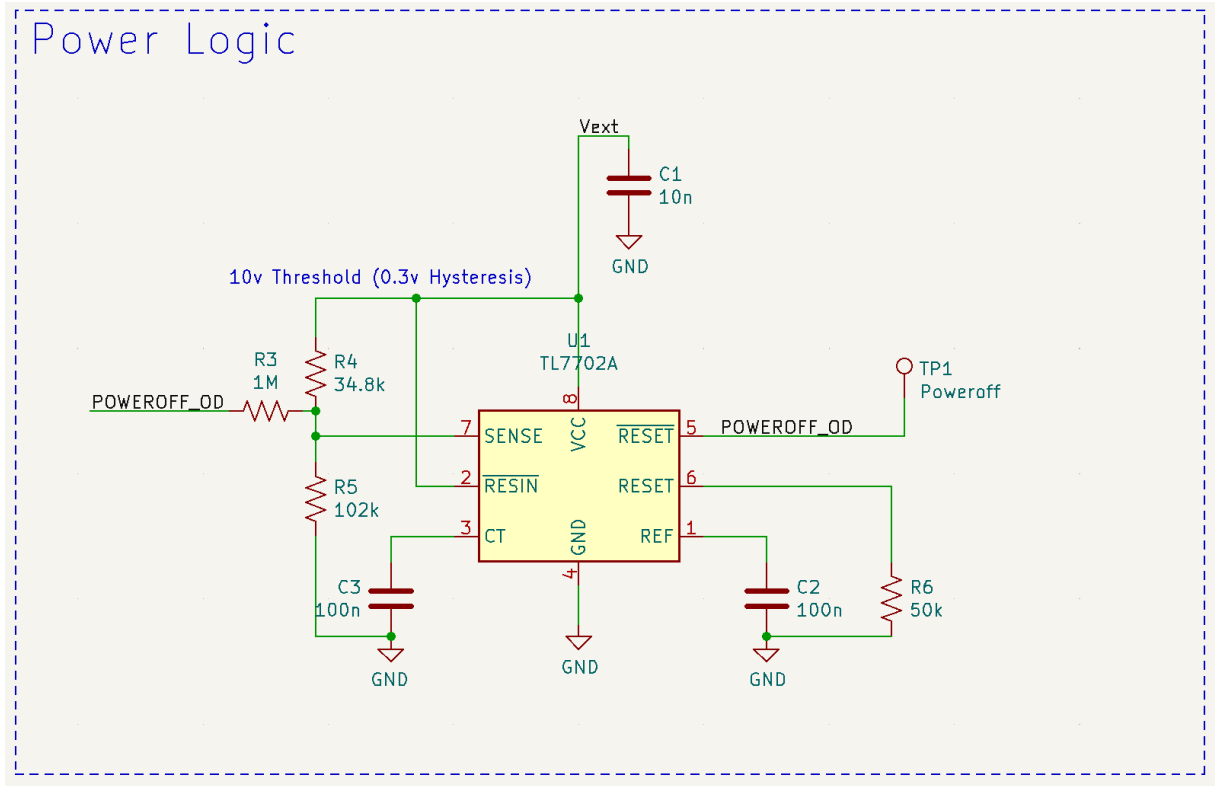 Power Logic
Vext
C1
10n
GND
10v Threshold (0.3v Hysteresis)
U1
TL7702A
R3
1M
R4
34.8k
POWEROFF_OD
TP1
Poweroff
8
7
SENSE
VCC
RESET
5
POWEROFF_OD
2
RESIN
RESET
6
R5
102k
3
CT
GND
REF
1
4
C3
100n
C2
100n
R6
50k
GND
GND
GND